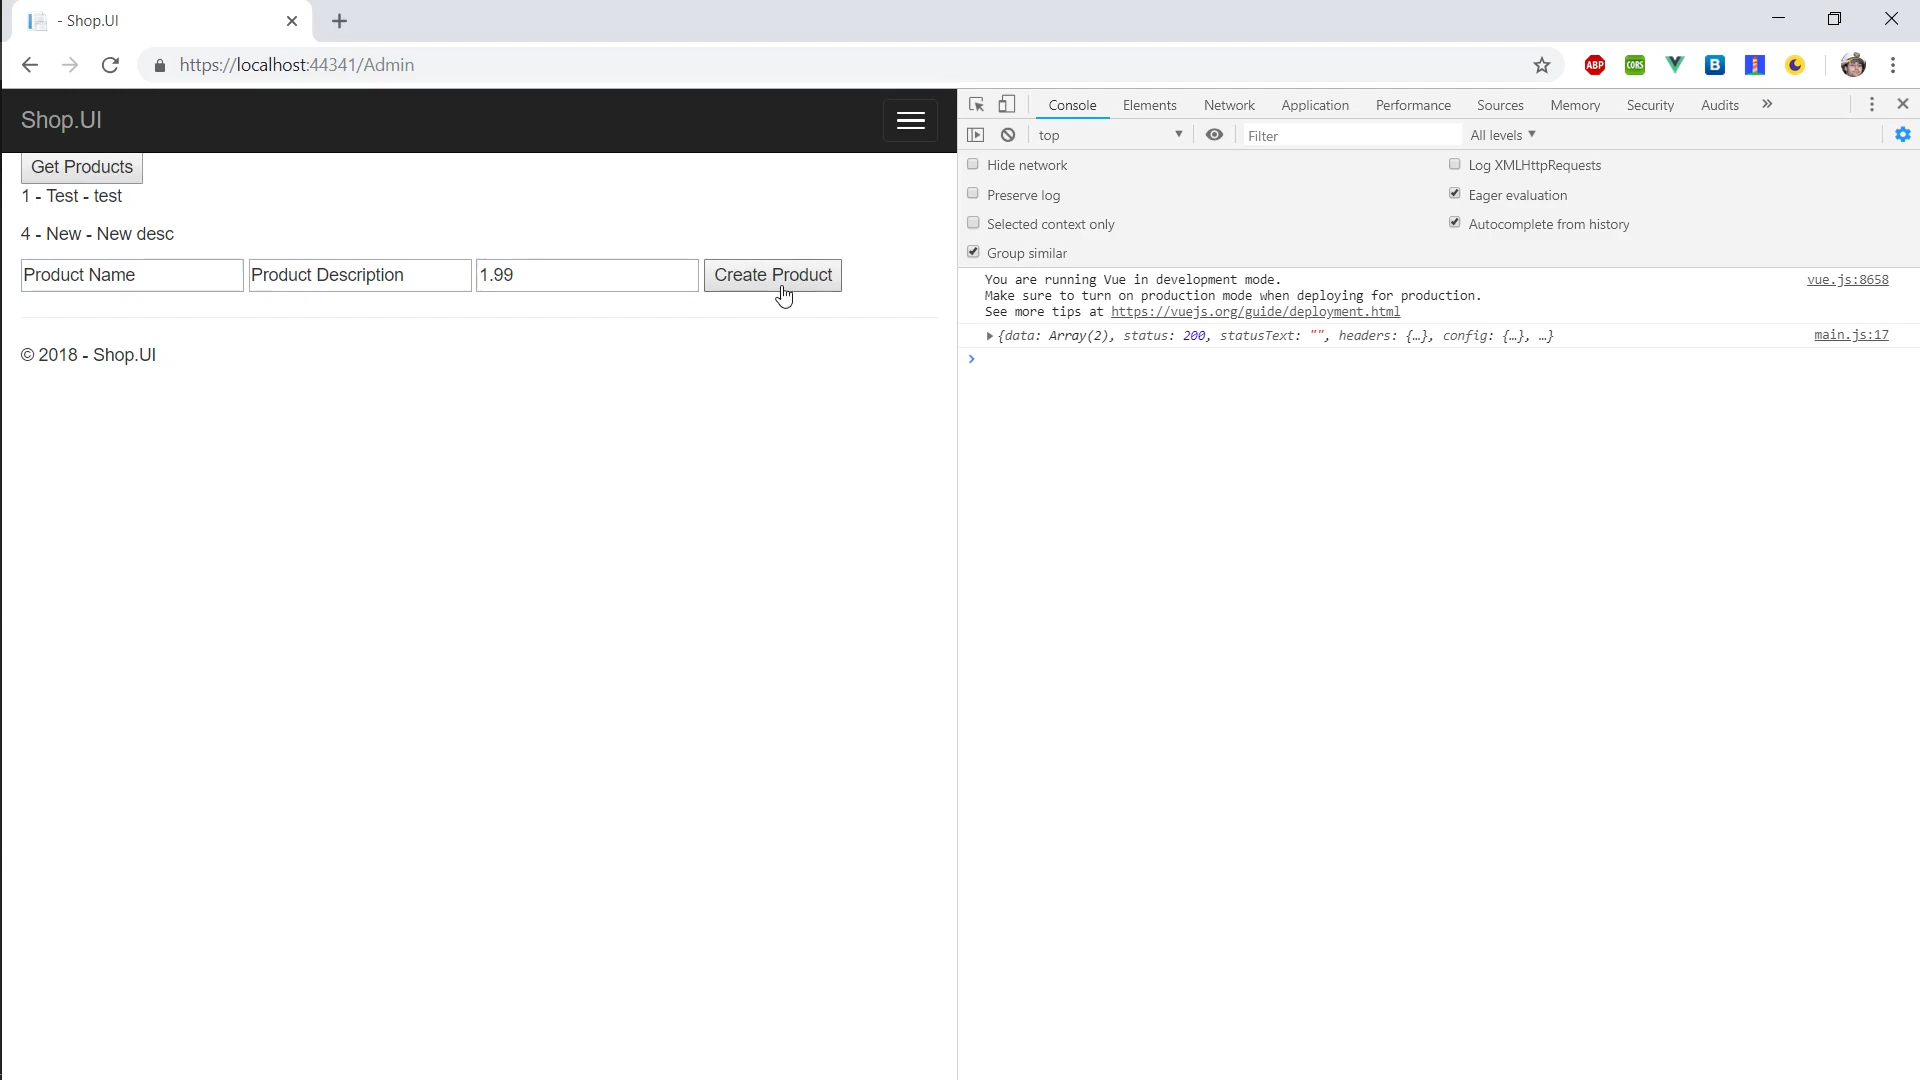 - Shop.UI
https://localhost:44341/Admin
ABP
CORS
B
Shop.UI
Get Products
1 - Test - test
4 - New - New desc
Product Name Product Description 1.99 Create Product
© 2018 - Shop.UI
Console Elements Network Application Performance Sources Memory Security Audits »
top Filter All levels
Hide network Log XMLHttpRequests
Preserve log Eager evaluation
Selected context only Autocomplete from history
Group similar
You are running Vue in development mode. vue.js:8658
Make sure to turn on production mode when deploying for production.
See more tips at https://vuejs.org/guide/deployment.html
{data: Array(2), status: 200, statusText: "", headers: {…}, config: {…}, …} main.js:17